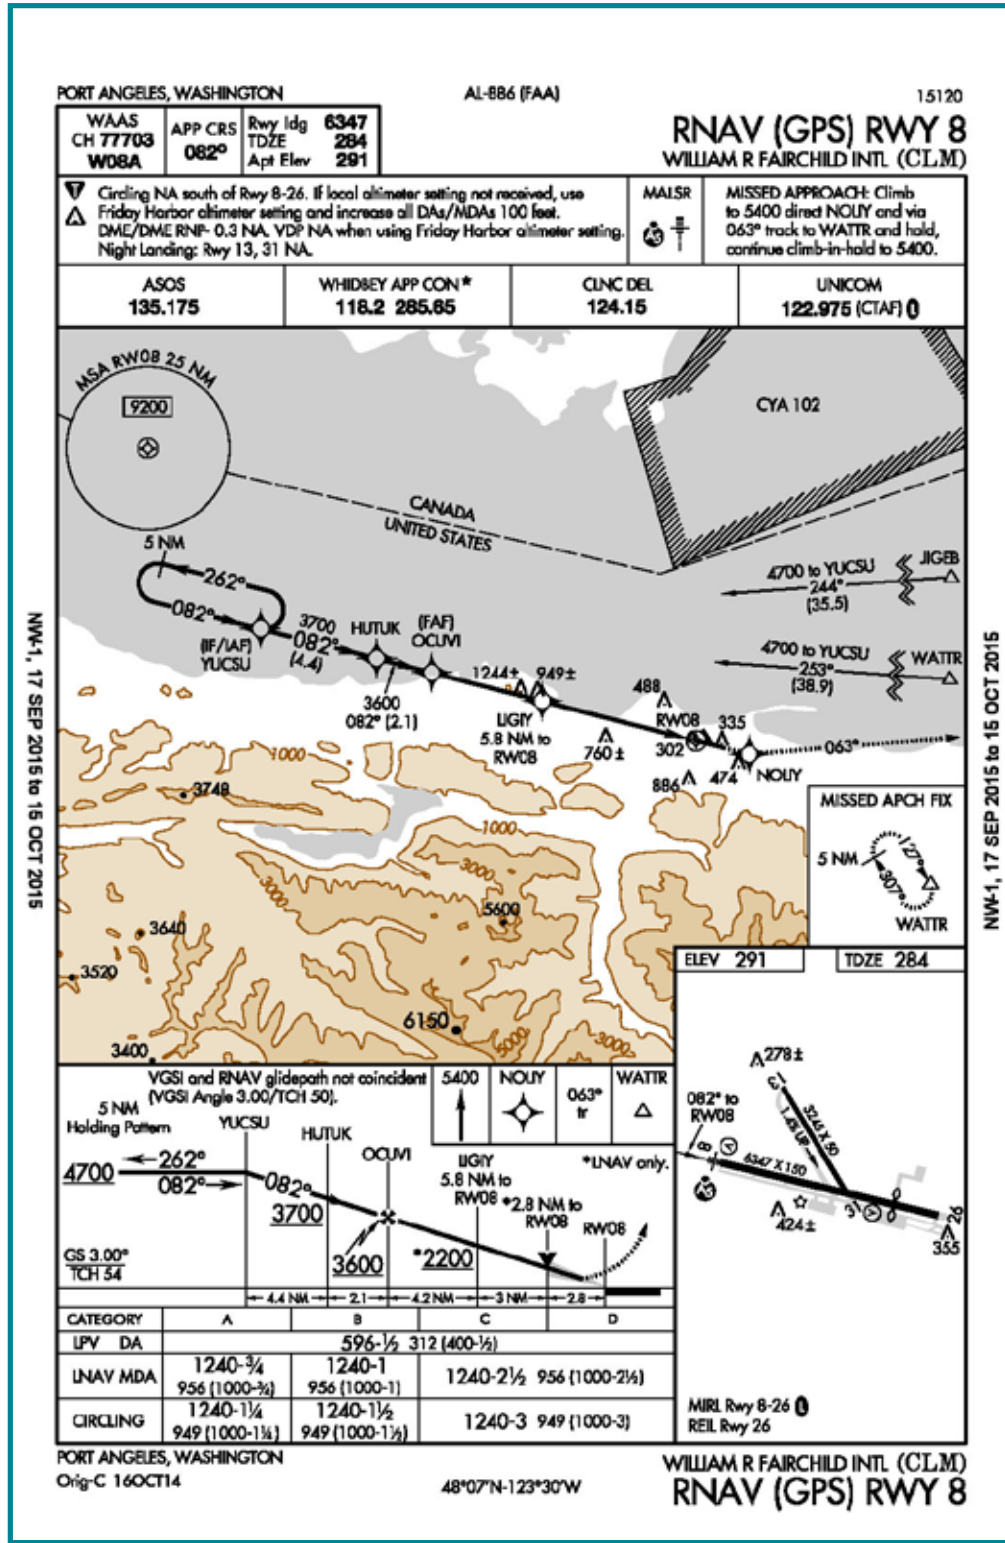 PORT ANGELES, WASHINGTON
AL-886 (FAA)
15120
WAAS
CH 77703
W08A
APP CRS
082°
Rwy ldg 6347
TDZE 284
Apt Elev 291
RNAV (GPS) RWY 8
WILLIAM R FAIRCHILD INTL (CLM)
T
A
Circling NA south of Rwy 8-26. If local altimeter setting not received, use
Friday Harbor altimeter setting and increase all DAs/MDAs 100 feet.
DME/DME RNP- 0.3 NA. VDP NA when using Friday Harbor altimeter setting.
Night Landing: Rwy 13, 31 NA.
MALSR
MISSED APPROACH: Climb
to 5400 direct NOLIY and via
063° track to WATTR and hold,
continue climb-in-hold to 5400.
ASOS
135.175
WHIDBEY APP CON*
118.2 285.65
CLNC DEL
124.15
UNICOM
122.975 (CTAF) L
MSA RW08 25 NM
9200
CYA 102
CANADA
UNITED STATES
5 NM
262°
082°
(IF/IAF)
YUCSU
3700
082°
(4.4)
HUTUK
(FAF)
OCUVI
3600
082° (2.1)
4700 to YUCSU
244°
(35.5)
JIGEB
4700 to YUCSU
253°
(38.9)
WATTR
1244±
949±
LIGIY
5.8 NM to
RW08
760±
488
RW08
302
335
474
886
NOLIY
063°
1000
3748
1000
3000
3000
5600
3640
3520
6150
5000
3000
3400
MISSED APCH FIX
5 NM
127°
307°
WATTR
ELEV 291
TDZE 284
278±
082° to
RW08
8
13
3245 X 50
1.4% UP
6347 X 150
31
26
424±
355
MIRL Rwy 8-26 L
REIL Rwy 26
VGSI and RNAV glidepath not coincident
(VGSI Angle 3.00/TCH 50).
5400
NOLIY
063°
tr
WATTR
5 NM
Holding Pattern
YUCSU
HUTUK
OCUVI
LIGIY
5.8 NM to
RW08
*LNAV only.
*2.8 NM to
RW08
RW08
4700
262°
082°
082°
3700
3600
*2200
GS 3.00°
TCH 54
4.4 NM
2.1
4.2 NM
3 NM
2.8
CATEGORY A B C D
LPV DA 596-½ 312 (400-½)
LNAV MDA
1240-¾
956 (1000-¾)
1240-1
956 (1000-1)
1240-2½ 956 (1000-2½)
CIRCLING
1240-1¼
949 (1000-1¼)
1240-1½
949 (1000-1½)
1240-3 949 (1000-3)
PORT ANGELES, WASHINGTON
Orig-C 16OCT14
48°07'N-123°30'W
WILLIAM R FAIRCHILD INTL (CLM)
RNAV (GPS) RWY 8
NW-1, 17 SEP 2015 to 15 OCT 2015
NW-1, 17 SEP 2015 to 15 OCT 2015